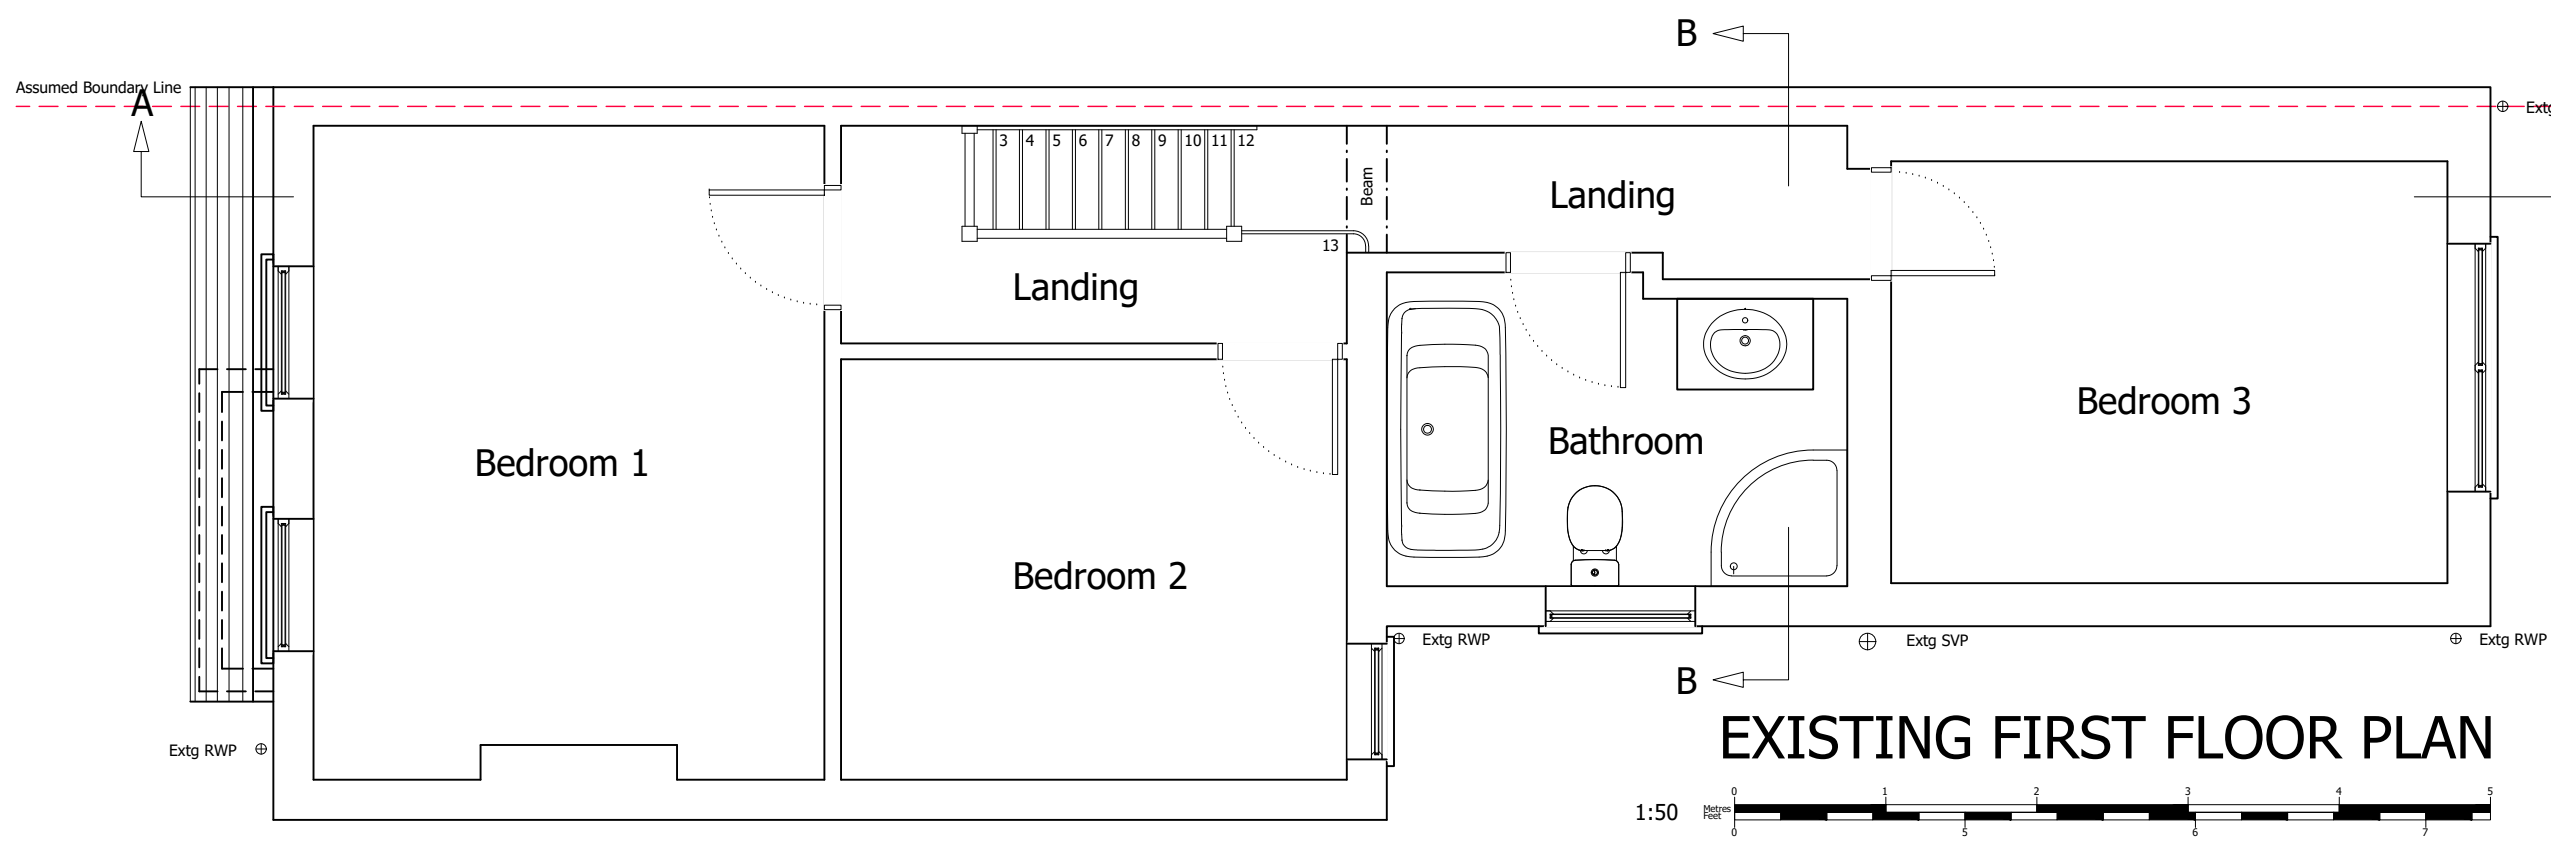 B
Assumed Boundary Line
A
Extg
3 4 5 6 7 8 9 10 11 12
Beam
Landing
13
Landing
Bedroom 3
Bathroom
Bedroom 1
Bedroom 2
Extg RWP
Extg SVP
Extg RWP
B
Extg RWP
EXISTING FIRST FLOOR PLAN
0 1 2 3 4 5
1:50
Metres
Feet
0 5 6 7